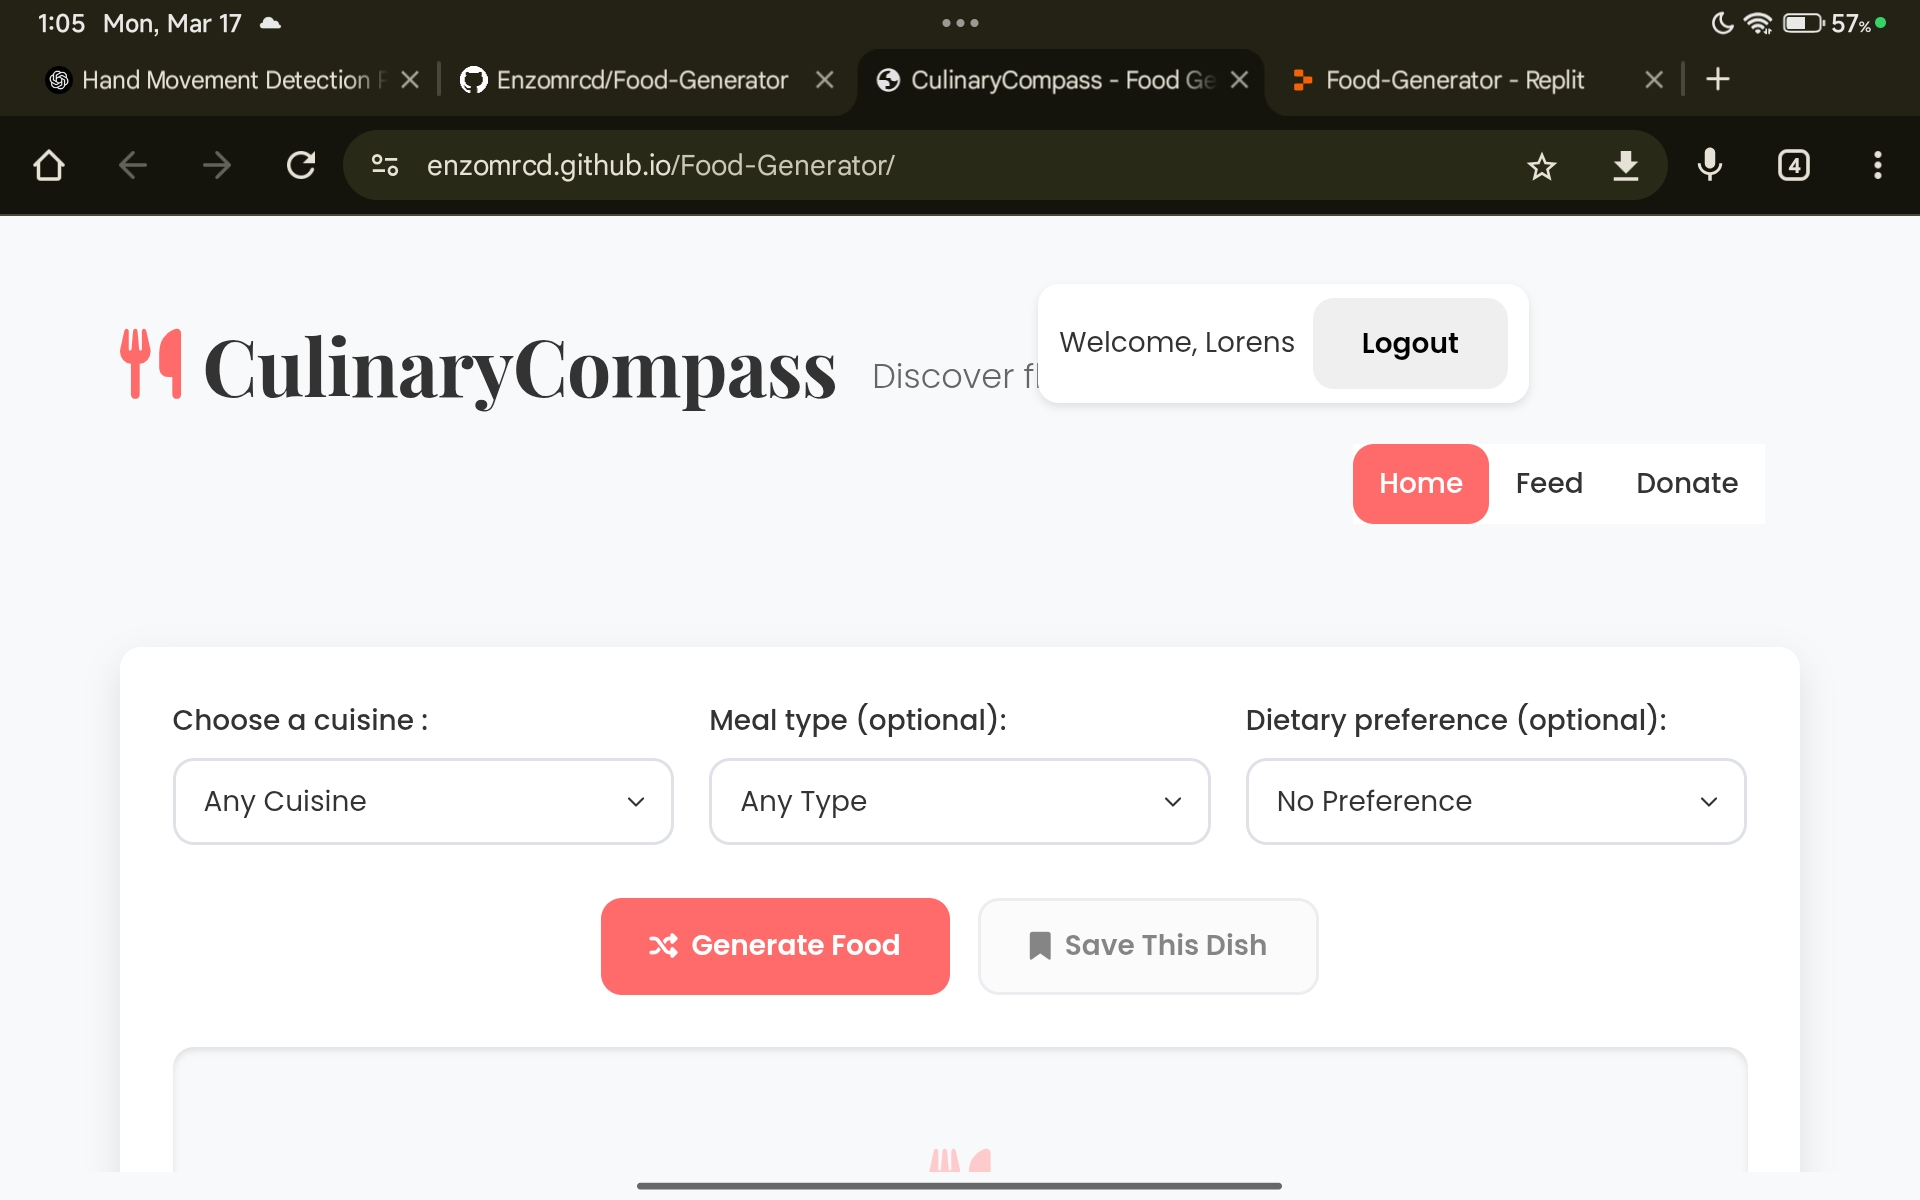 1:05 Mon, Mar 17 57%
Hand Movement Detection
Enzomrcd/Food-Generator
CulinaryCompass - Food Ge
Food-Generator - Replit
enzomrcd.github.io/Food-Generator/
4
CulinaryCompass
Discover
Welcome, Lorens
Logout
Home Feed Donate
Choose a cuisine :
Meal type (optional):
Dietary preference (optional):
Any Cuisine
Any Type
No Preference
Generate Food
Save This Dish